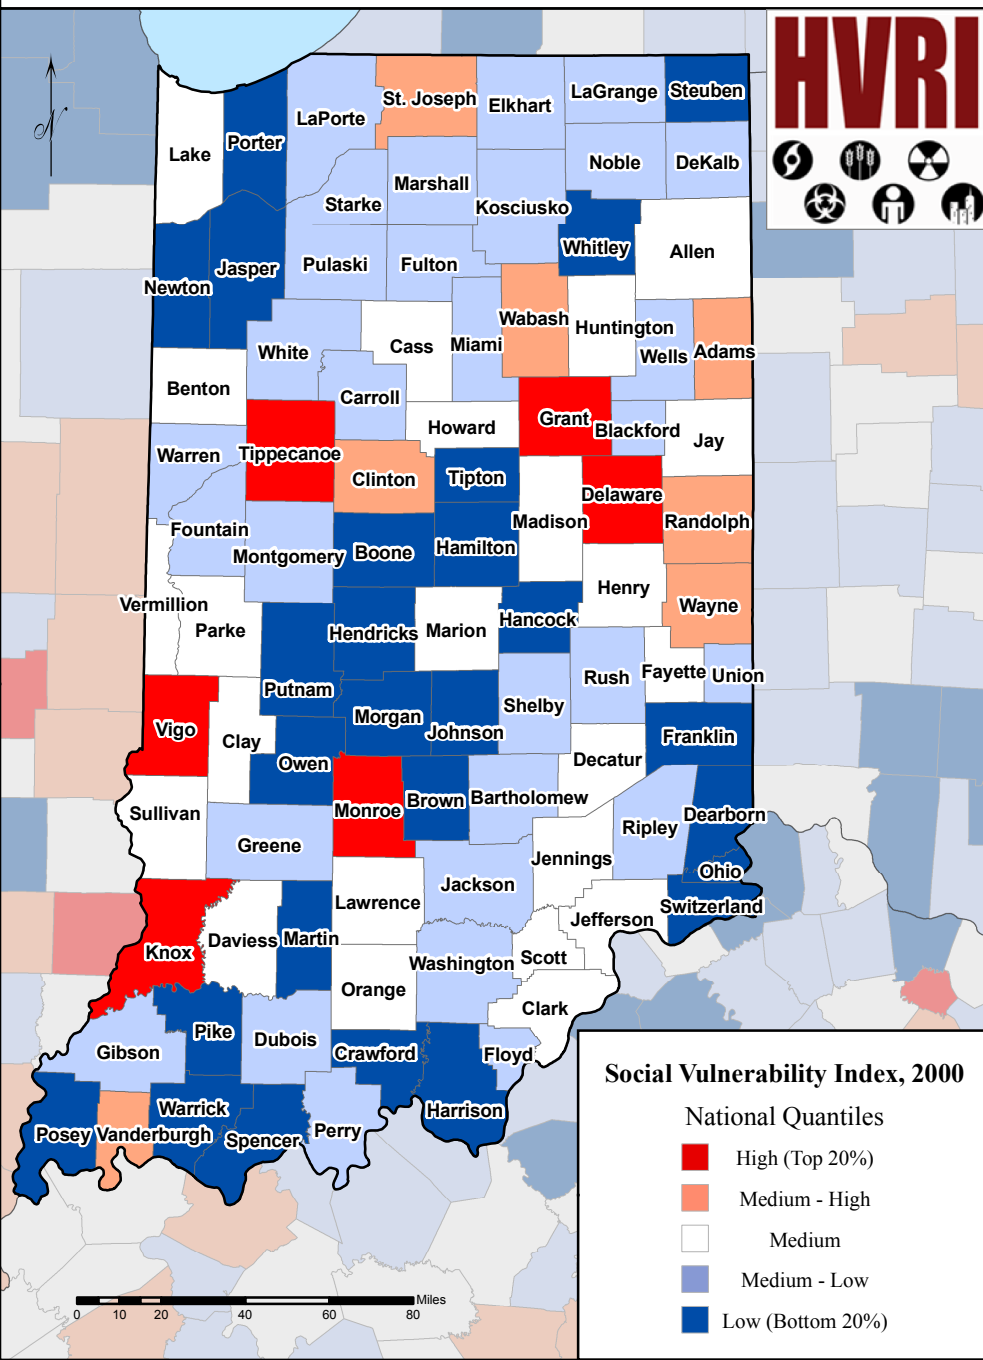 HVRI
N
St. Joseph
LaGrange
Steuben
Elkhart
LaPorte
Porter
Lake
Noble
DeKalb
Marshall
Starke
Kosciusko
Whitley
Allen
Pulaski
Fulton
Jasper
Newton
Wabash
Huntington
Cass
Miami
White
Wells
Adams
Benton
Carroll
Grant
Howard
Blackford
Jay
Warren
Tippecanoe
Clinton
Tipton
Delaware
Madison
Randolph
Fountain
Montgomery
Boone
Hamilton
Henry
Vermillion
Parke
Hendricks
Marion
Hancock
Wayne
Putnam
Rush
Fayette
Union
Shelby
Morgan
Johnson
Vigo
Clay
Franklin
Owen
Decatur
Sullivan
Monroe
Brown
Bartholomew
Dearborn
Ripley
Greene
Jennings
Ohio
Jackson
Lawrence
Switzerland
Jefferson
Daviess
Martin
Knox
Washington
Scott
Orange
Clark
Pike
Dubois
Gibson
Crawford
Floyd
Warrick
Harrison
Posey
Vanderburgh
Spencer
Perry
Social Vulnerability Index, 2000
National Quantiles
High (Top 20%)
Medium - High
Medium
Medium - Low
Low (Bottom 20%)
Miles
0 10 20 40 60 80